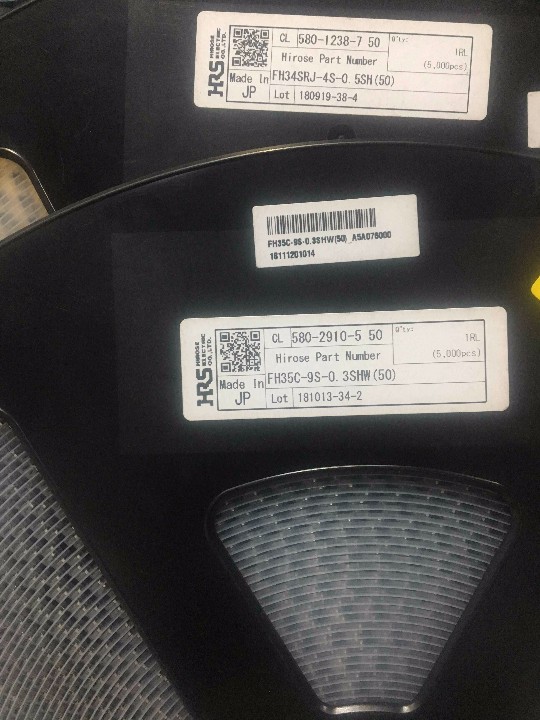 CL 580-1238-7 50 Q'ty: 1RL
Hirose Part Number (5,000pcs)
HRS HIROSE ELECTRIC CO.,LTD.
Made In JP
FH34SRJ-4S-0.5SH(50)
Lot 180919-38-4
FH35C-9S-0.3SHW(50)_A5A076000
18111201014
CL 580-2910-5 50 Q'ty: 1RL
Hirose Part Number (5,000pcs)
HRS HIROSE ELECTRIC CO.,LTD.
Made In JP
FH35C-9S-0.3SHW(50)
Lot 181013-34-2